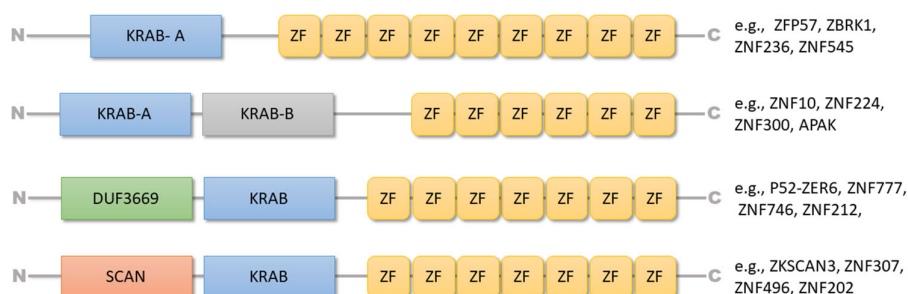 N KRAB- A ZF ZF ZF ZF ZF ZF ZF ZF ZF C e.g., ZFP57, ZBRK1,
ZNF236, ZNF545
N KRAB-A KRAB-B ZF ZF ZF ZF ZF ZF C e.g., ZNF10, ZNF224,
ZNF300, APAK
N DUF3669 KRAB ZF ZF ZF ZF ZF ZF ZF C e.g., P52-ZER6, ZNF777,
ZNF746, ZNF212,
N SCAN KRAB ZF ZF ZF ZF ZF ZF ZF C e.g., ZKSCAN3, ZNF307,
ZNF496, ZNF202